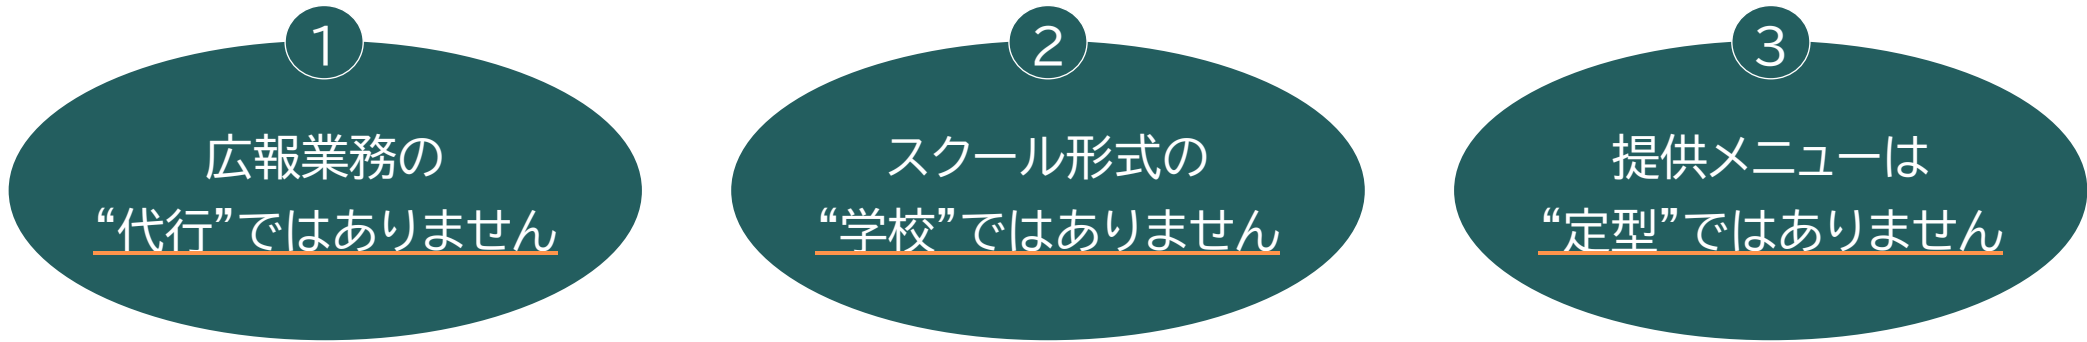 1
広報業務の
“代行”ではありません
2
スクール形式の
“学校”ではありません
3
提供メニューは
“定型”ではありません